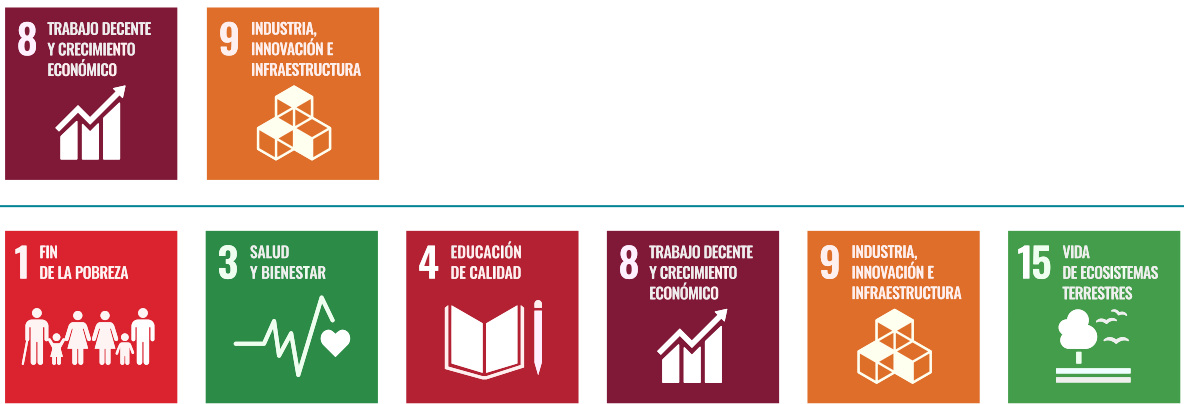 8 TRABAJO DECENTE
Y CRECIMIENTO
ECONÓMICO
9 INDUSTRIA,
INNOVACIÓN E
INFRAESTRUCTURA
1 FIN
DE LA POBREZA
3 SALUD
Y BIENESTAR
4 EDUCACIÓN
DE CALIDAD
8 TRABAJO DECENTE
Y CRECIMIENTO
ECONÓMICO
9 INDUSTRIA,
INNOVACIÓN E
INFRAESTRUCTURA
15 VIDA
DE ECOSISTEMAS
TERRESTRES